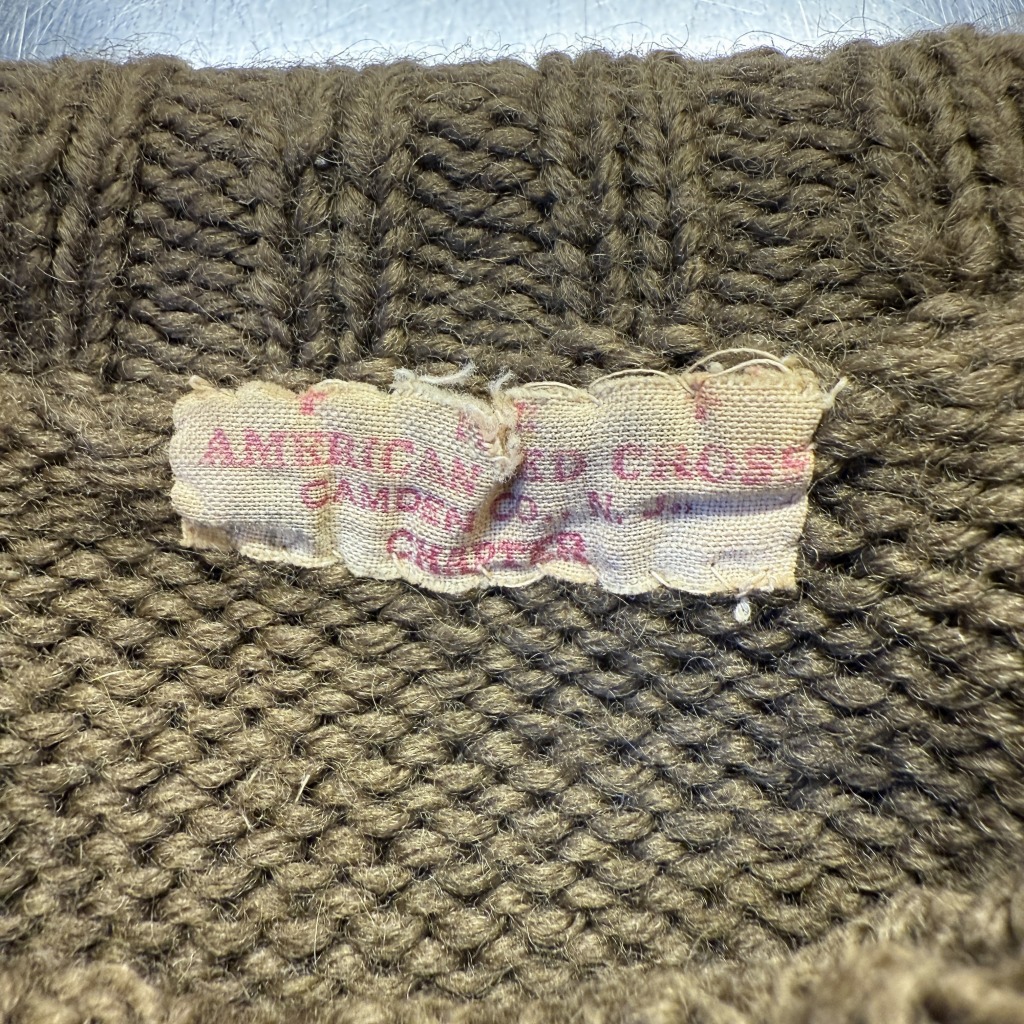 AMERICAN RED CROSS
CAMDEN CO., N. J.
CHAPTER